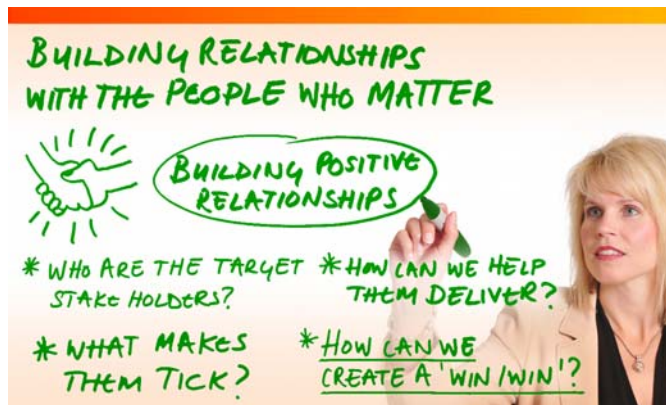 BUILDING RELATIONSHIPS
WITH THE PEOPLE WHO MATTER
BUILDING POSITIVE
RELATIONSHIPS
* WHO ARE THE TARGET
STAKE HOLDERS?
* HOW CAN WE HELP
THEM DELIVER?
* WHAT MAKES
THEM TICK?
* HOW CAN WE
CREATE A 'WIN/WIN'?